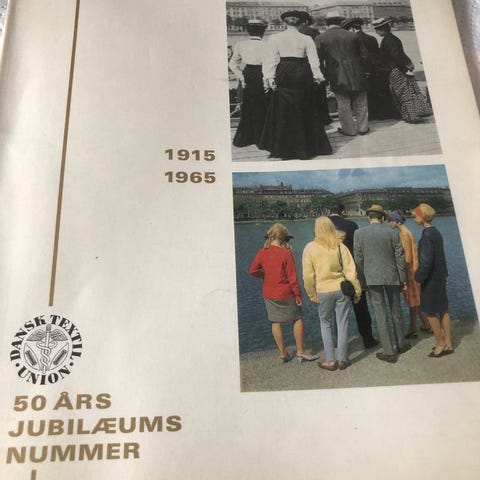 1915
1965
DANSK TEXTIL
· UNION ·
50 ÅRS
JUBILÆUMS
NUMMER